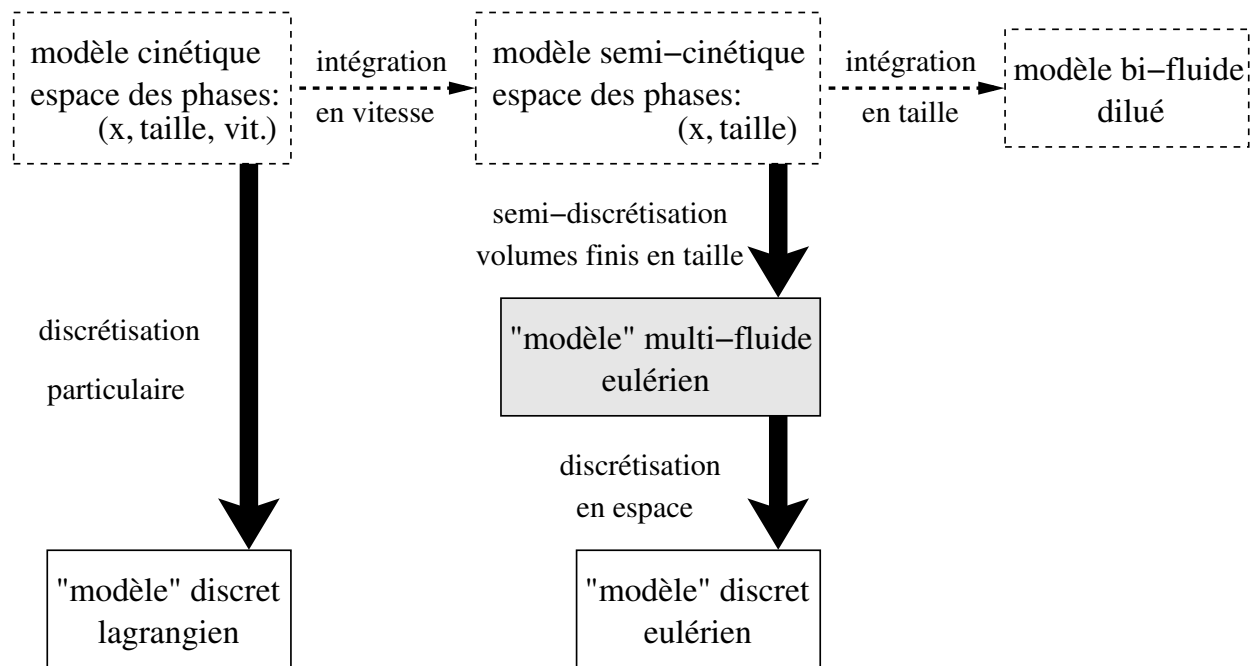 modèle cinétique
espace des phases:
(x, taille, vit.)
intégration
en vitesse
modèle semi−cinétique
espace des phases:
(x, taille)
intégration
en taille
modèle bi−fluide
dilué
semi−discrétisation
volumes finis en taille
discrétisation
particulaire
"modèle" multi−fluide
eulérien
discrétisation
en espace
"modèle" discret
lagrangien
"modèle" discret
eulérien